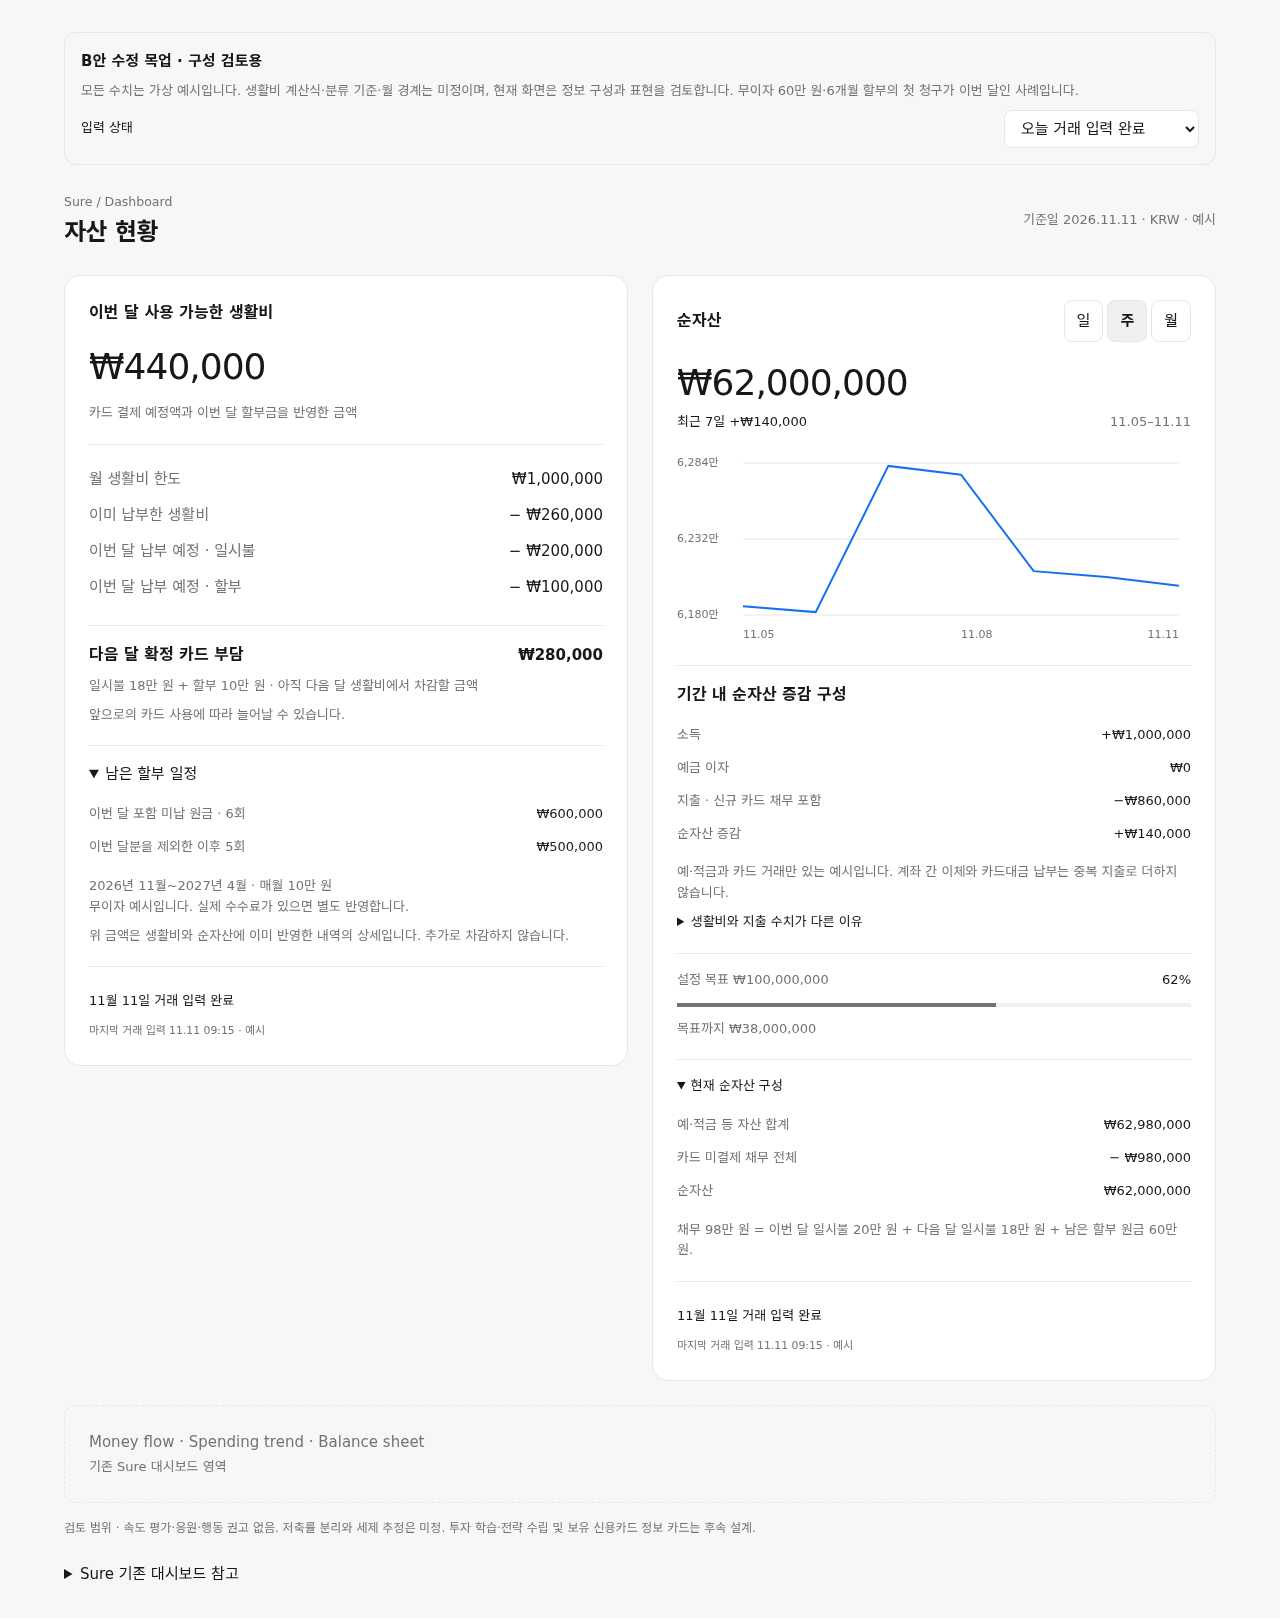 B안 수정 목업 · 구성 검토용
모든 수치는 가상 예시입니다. 생활비 계산식·분류 기준·월 경계는 미정이며, 현재 화면은 정보 구성과 표현을 검토합니다. 무이자 60만 원·6개월 할부의 첫 청구가 이번 달인 사례입니다.
입력 상태
오늘 거래 입력 완료
Sure / Dashboard
자산 현황
기준일 2026.11.11 · KRW · 예시
이번 달 사용 가능한 생활비
₩440,000
카드 결제 예정액과 이번 달 할부금을 반영한 금액
월 생활비 한도 ₩1,000,000
이미 납부한 생활비 − ₩260,000
이번 달 납부 예정 · 일시불 − ₩200,000
이번 달 납부 예정 · 할부 − ₩100,000
다음 달 확정 카드 부담 ₩280,000
일시불 18만 원 + 할부 10만 원 · 아직 다음 달 생활비에서 차감할 금액
앞으로의 카드 사용에 따라 늘어날 수 있습니다.
▼ 남은 할부 일정
이번 달 포함 미납 원금 · 6회 ₩600,000
이번 달분을 제외한 이후 5회 ₩500,000
2026년 11월~2027년 4월 · 매월 10만 원
무이자 예시입니다. 실제 수수료가 있으면 별도 반영합니다.
위 금액은 생활비와 순자산에 이미 반영한 내역의 상세입니다. 추가로 차감하지 않습니다.
11월 11일 거래 입력 완료
마지막 거래 입력 11.11 09:15 · 예시
순자산
일 주 월
₩62,000,000
최근 7일 +₩140,000 11.05–11.11
6,284만
6,232만
6,180만
11.05 11.08 11.11
기간 내 순자산 증감 구성
소득 +₩1,000,000
예금 이자 ₩0
지출 · 신규 카드 채무 포함 −₩860,000
순자산 증감 +₩140,000
예·적금과 카드 거래만 있는 예시입니다. 계좌 간 이체와 카드대금 납부는 중복 지출로 더하지
않습니다.
▶ 생활비와 지출 수치가 다른 이유
설정 목표 ₩100,000,000 62%
목표까지 ₩38,000,000
▼ 현재 순자산 구성
예·적금 등 자산 합계 ₩62,980,000
카드 미결제 채무 전체 − ₩980,000
순자산 ₩62,000,000
채무 98만 원 = 이번 달 일시불 20만 원 + 다음 달 일시불 18만 원 + 남은 할부 원금 60만
원.
11월 11일 거래 입력 완료
마지막 거래 입력 11.11 09:15 · 예시
Money flow · Spending trend · Balance sheet
기존 Sure 대시보드 영역
검토 범위 · 속도 평가·응원·행동 권고 없음. 저축률 분리와 세제 추정은 미정. 투자 학습·전략 수립 및 보유 신용카드 정보 카드는 후속 설계.
▶ Sure 기존 대시보드 참고